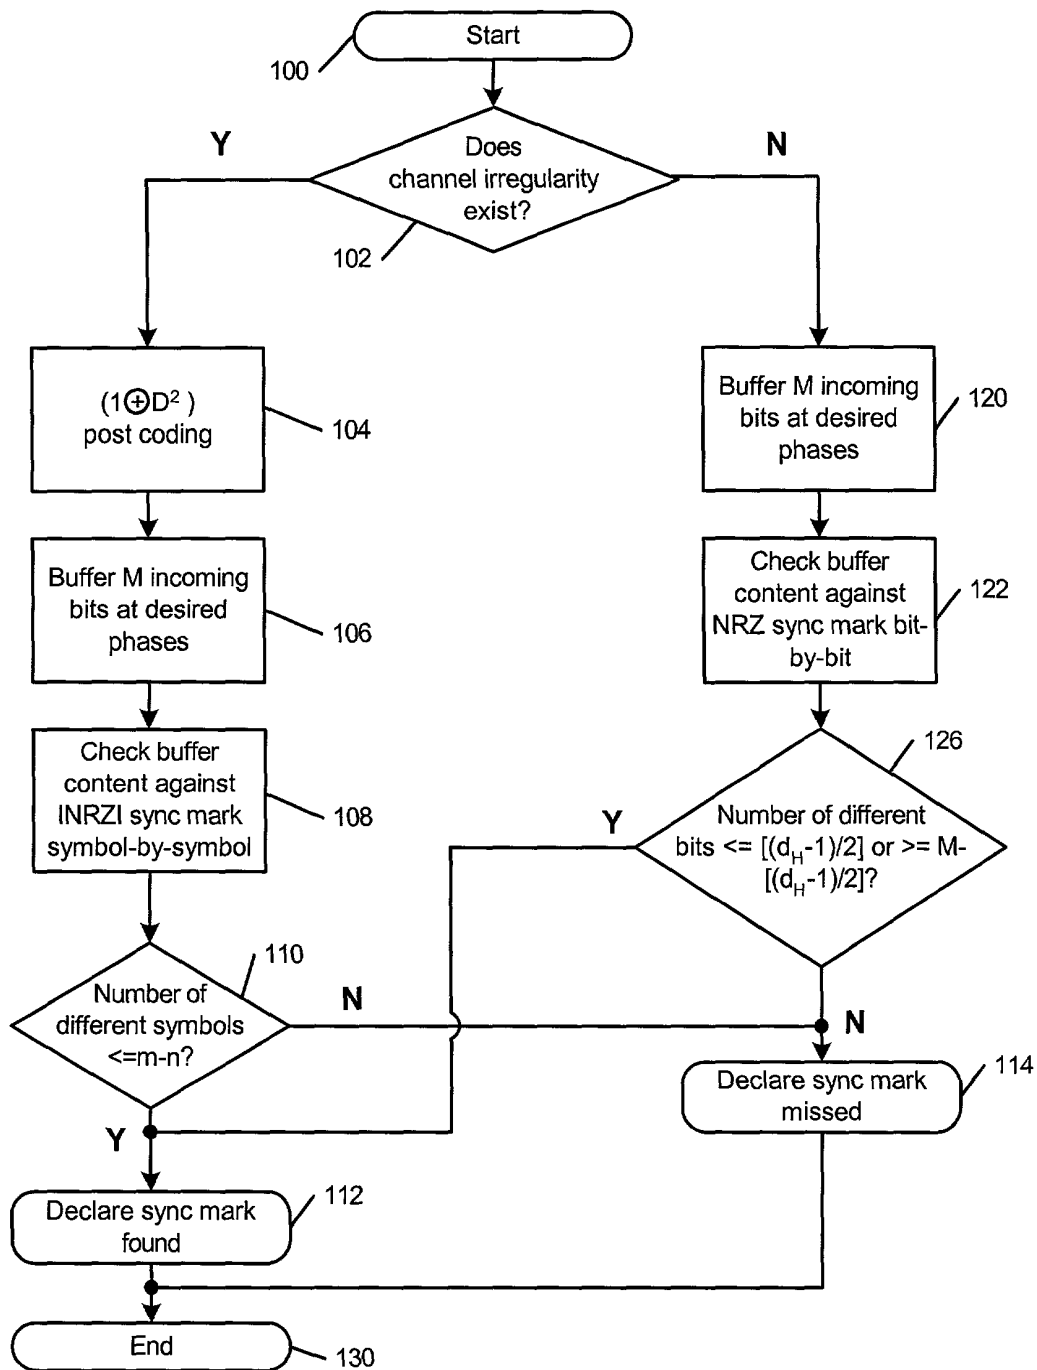 Start
100
Y
N
Does
channel irregularity
exist?
102
(1⊕D²)
post coding
104
Buffer M incoming
bits at desired
phases
120
Buffer M incoming
bits at desired
phases
106
Check buffer
content against
NRZ sync mark bit-
by-bit
122
Check buffer
content against
INRZI sync mark
symbol-by-symbol
108
126
Y
Number of different
bits <= [(d_H-1)/2] or >= M-
[(d_H-1)/2]?
110
Number of
different symbols
<=m-n?
N
N
Declare sync mark
missed
114
Y
Declare sync mark
found
112
End
130